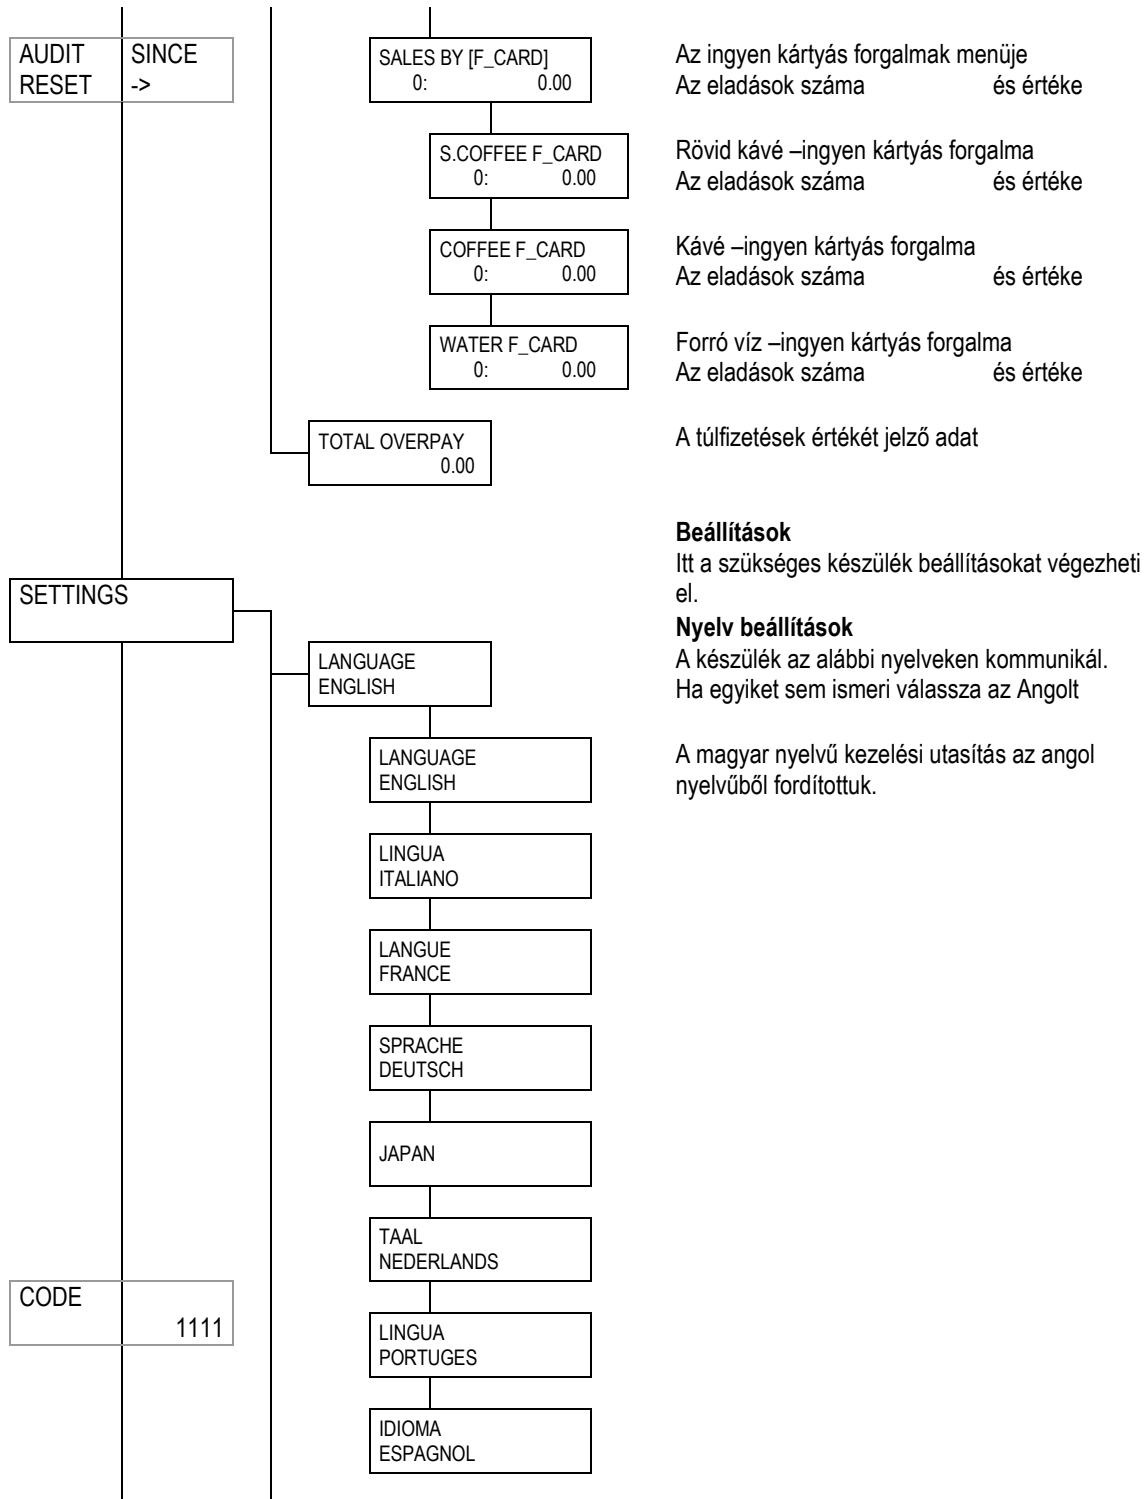 AUDIT SINCE
RESET ->
SALES BY [F_CARD]
0: 0.00
Az ingyen kártyás forgalmak menüje
Az eladások száma és értéke
S.COFFEE F_CARD
0: 0.00
Rövid kávé –ingyen kártyás forgalma
Az eladások száma és értéke
COFFEE F_CARD
0: 0.00
Kávé –ingyen kártyás forgalma
Az eladások száma és értéke
WATER F_CARD
0: 0.00
Forró víz –ingyen kártyás forgalma
Az eladások száma és értéke
TOTAL OVERPAY
0.00
A túlfizetések értékét jelző adat
Beállítások
Itt a szükséges készülék beállításokat végezheti
el.
SETTINGS
Nyelv beállítások
A készülék az alábbi nyelveken kommunikál.
Ha egyiket sem ismeri válassza az Angolt
LANGUAGE
ENGLISH
LANGUAGE
ENGLISH
A magyar nyelvű kezelési utasítás az angol
nyelvűből fordítottuk.
LINGUA
ITALIANO
LANGUE
FRANCE
SPRACHE
DEUTSCH
JAPAN
TAAL
NEDERLANDS
CODE
1111
LINGUA
PORTUGES
IDIOMA
ESPAGNOL